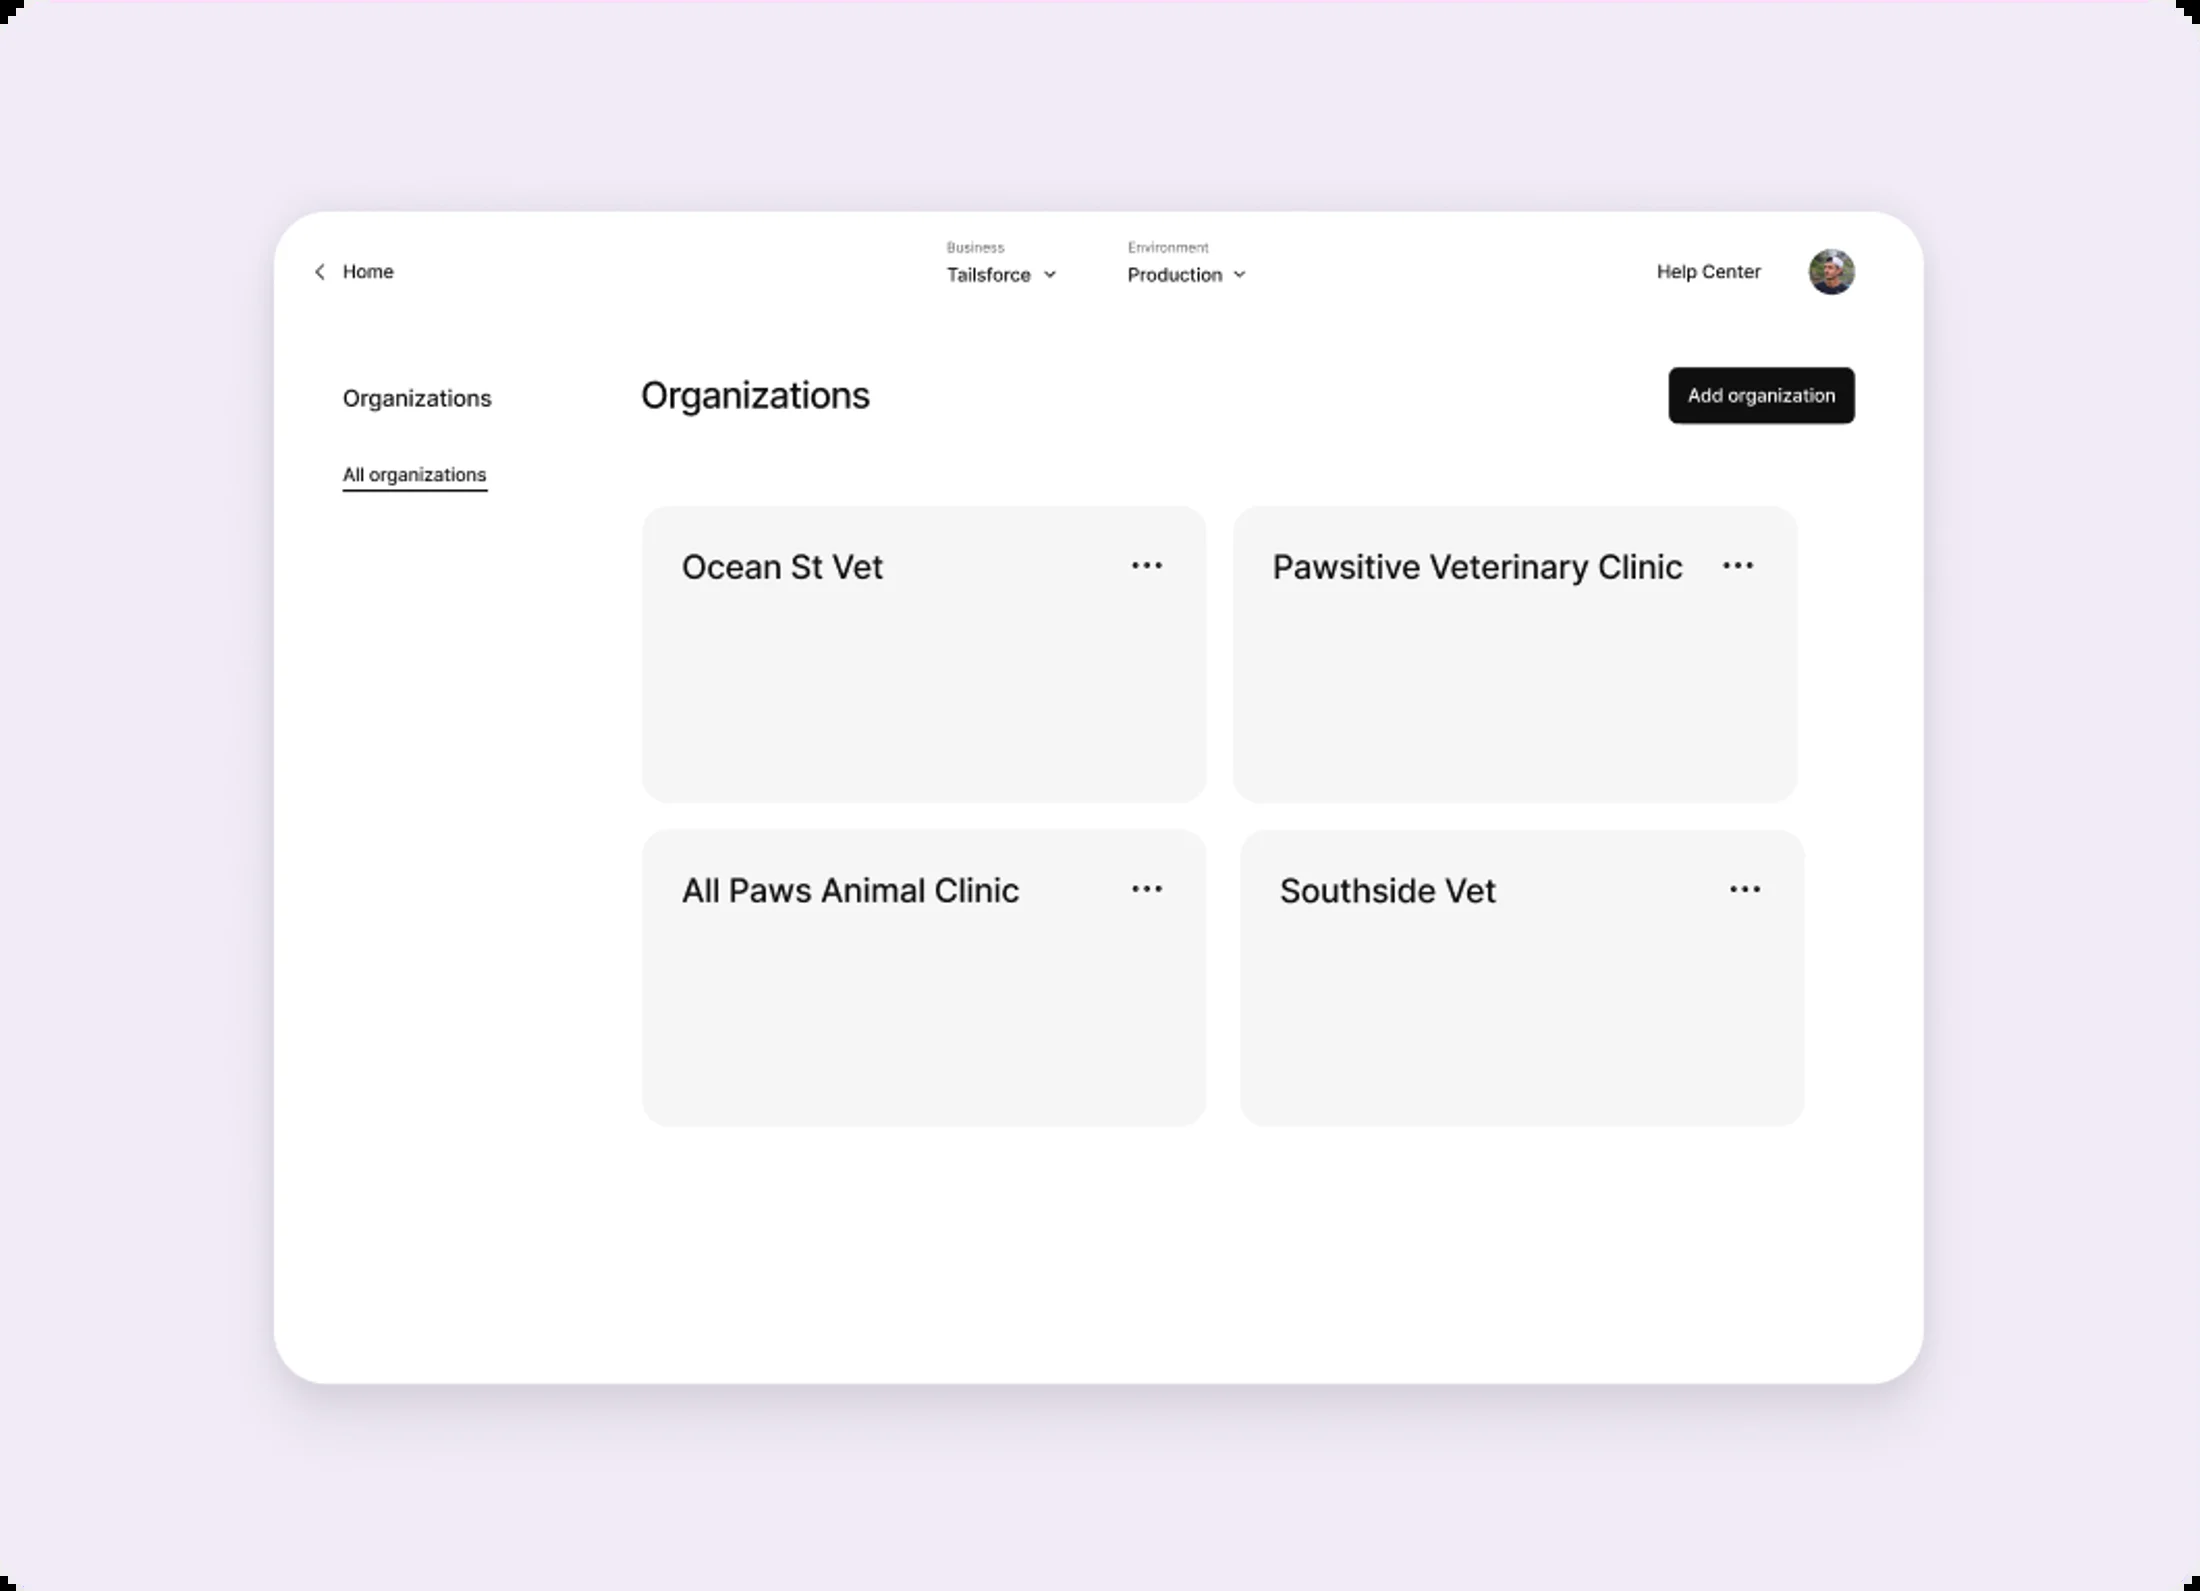 Home
Business
Tailsforce
Environment
Production
Help Center
Organizations
All organizations
Organizations
Add organization
Ocean St Vet
Pawsitive Veterinary Clinic
All Paws Animal Clinic
Southside Vet